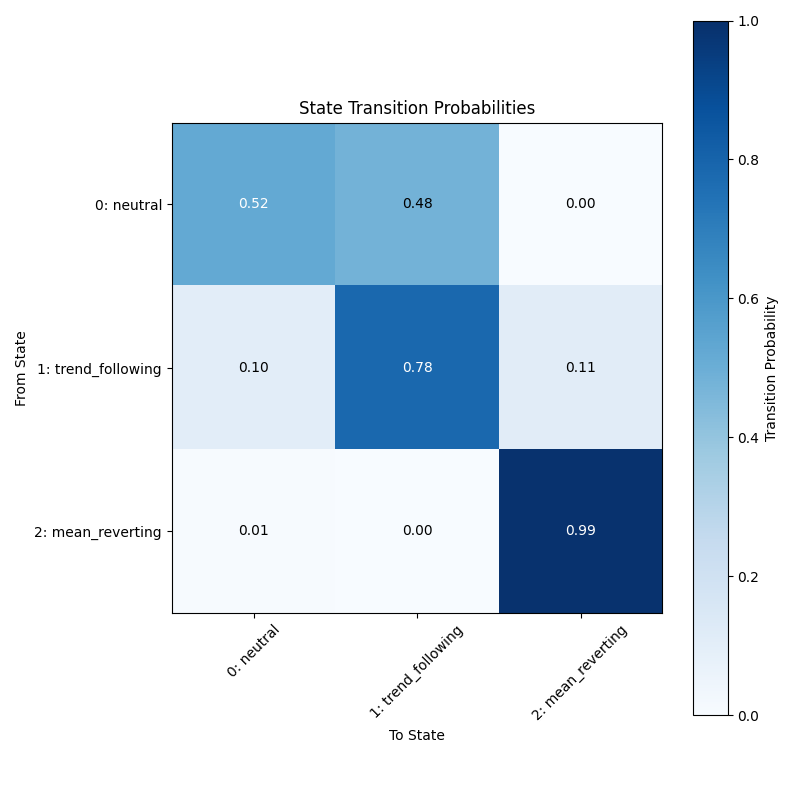 State Transition Probabilities
1.0
0.8
0.6
0.4
0.2
0.0
Transition Probability
From State
0: neutral
0.52 0.48 0.00
1: trend_following
0.10 0.78 0.11
2: mean_reverting
0.01 0.00 0.99
0: neutral
1: trend_following
2: mean_reverting
To State